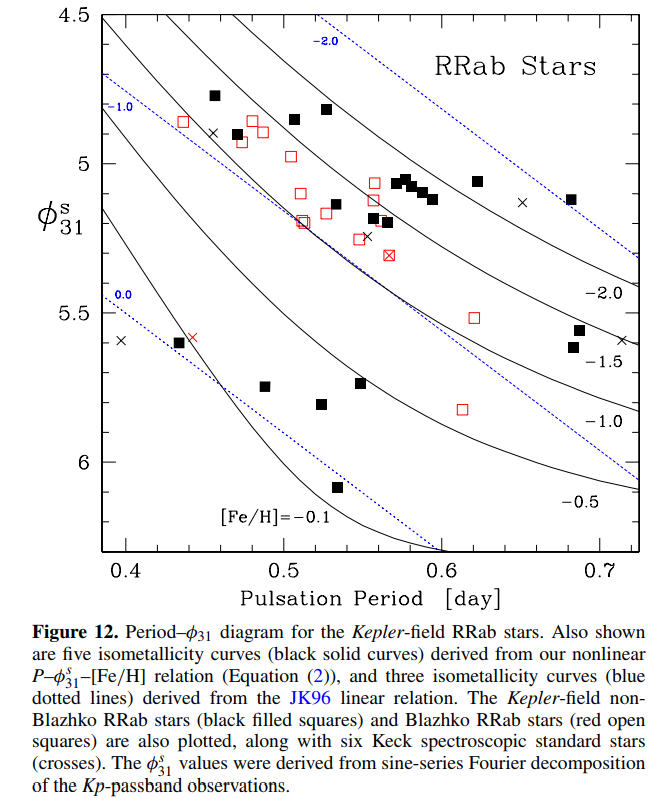 4.5
−2.0
RRab Stars
−1.0
5
ϕˢ₃₁
0.0
−2.0
5.5
−1.5
−1.0
6
−0.5
[Fe/H]=−0.1
0.4 0.5 0.6 0.7
Pulsation Period [day]
Figure 12. Period–ϕ₃₁ diagram for the Kepler-field RRab stars. Also shown
are five isometallicity curves (black solid curves) derived from our nonlinear
P–ϕˢ₃₁–[Fe/H] relation (Equation (2)), and three isometallicity curves (blue
dotted lines) derived from the JK96 linear relation. The Kepler-field non-
Blazhko RRab stars (black filled squares) and Blazhko RRab stars (red open
squares) are also plotted, along with six Keck spectroscopic standard stars
(crosses). The ϕˢ₃₁ values were derived from sine-series Fourier decomposition
of the Kp-passband observations.